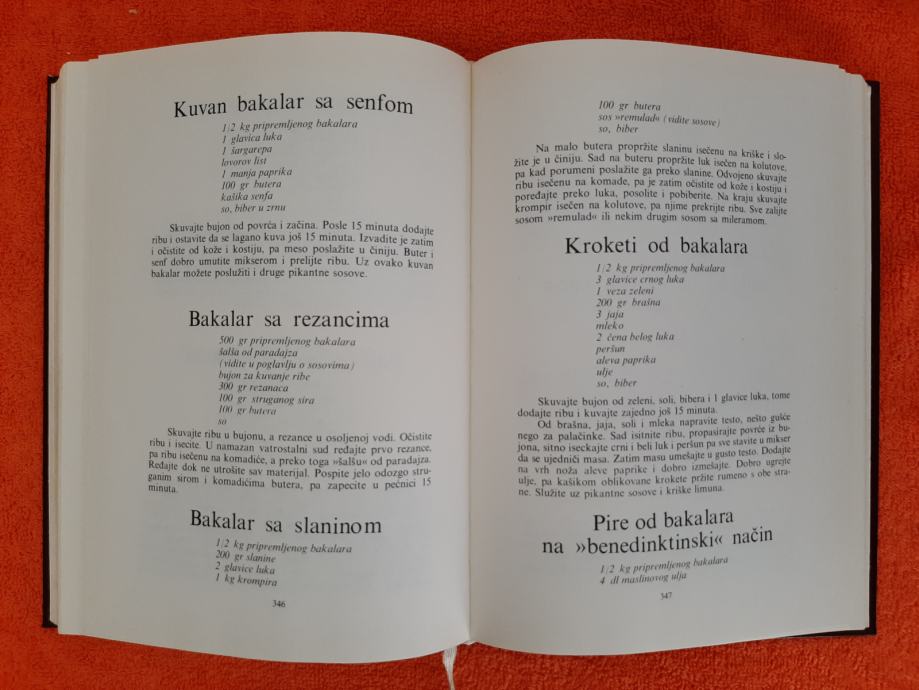 Kuvan bakalar sa senfom
1/2 kg pripremljenog bakalara
1 glavica luka
1 šargarepa
lovorov list
1 manja paprika
100 gr butera
kašika senfa
so, biber u zrnu
Skuvajte bujon od povrća i začina. Posle 15 minuta dodajte
ribu i ostavite da se lagano kuva još 15 minuta. Izvadite je zatim
i očistite od kože i kostiju, pa meso poslažite u činiju. Buter i
senf dobro umutite mikserom i prelijte ribu. Uz ovako kuvan
bakalar možete poslužiti i druge pikantne sosove.
Bakalar sa rezancima
500 gr pripremljenog bakalara
šalša od paradajza
(vidite u poglavlju o sosovima)
bujon za kuvanje ribe
300 gr rezanaca
100 gr struganog sira
100 gr butera
so
Skuvajte ribu u bujonu, a rezance u osoljenoj vodi. Očistite
ribu i isecite. U namazan vatrostalni sud ređajte prvo rezance,
pa ribu isečenu na komadiće, a preko toga »šalšu« od paradajza.
Ređajte dok ne utrošite sav materijal. Pospite jelo odozgo stru-
ganim sirom i komadićima butera, pa zapecite u pećnici 15
minuta.
Bakalar sa slaninom
1/2 kg pripremljenog bakalara
200 gr slanine
2 glavice luka
1 kg krompira
346
100 gr butera
sos »remulad« (vidite sosove)
so, biber
Na malo butera propržite slaninu isečenu na kriške i slo-
žite je u činiju. Sad na buteru propržite luk isečen na kolutove,
pa kad porumeni poslažite ga preko slanine. Odvojeno skuvajte
ribu isečenu na komade, pa je zatim očistite od kože i kostiju i
poređajte preko luka, posolite i pobiberite. Na kraju skuvajte
krompir isečen na kolutove, pa njime prekrijte ribu. Sve zalijte
sosom »remulad« ili nekim drugim sosom sa mileramom.
Kroketi od bakalara
1/2 kg pripremljenog bakalara
3 glavice crnog luka
1 veza zeleni
200 gr brašna
3 jaja
mleko
2 čena belog luka
peršun
aleva paprika
ulje
so, biber
Skuvajte bujon od zeleni, soli, bibera i 1 glavice luka, tome
dodajte ribu i kuvajte zajedno još 15 minuta.
Od brašna, jaja, soli i mleka napravite testo, nešto gušće
nego za palačinke. Sad isitnite ribu, propasirajte povrće iz bu-
jona, sitno iseckajte crni i beli luk i peršun pa sve stavite u mikser
da se ujedniči masa. Zatim masu umešajte u gusto testo. Dodajte
na vrh noža aleve paprike i dobro izmešajte. Dobro ugrejte
ulje, pa kašikom oblikovane krokete pržite rumeno s obe stra-
ne. Služite uz pikantne sosove i kriške limuna.
Pire od bakalara
na »benedinktinski« način
1/2 kg pripremljenog bakalara
4 dl maslinovog ulja
347